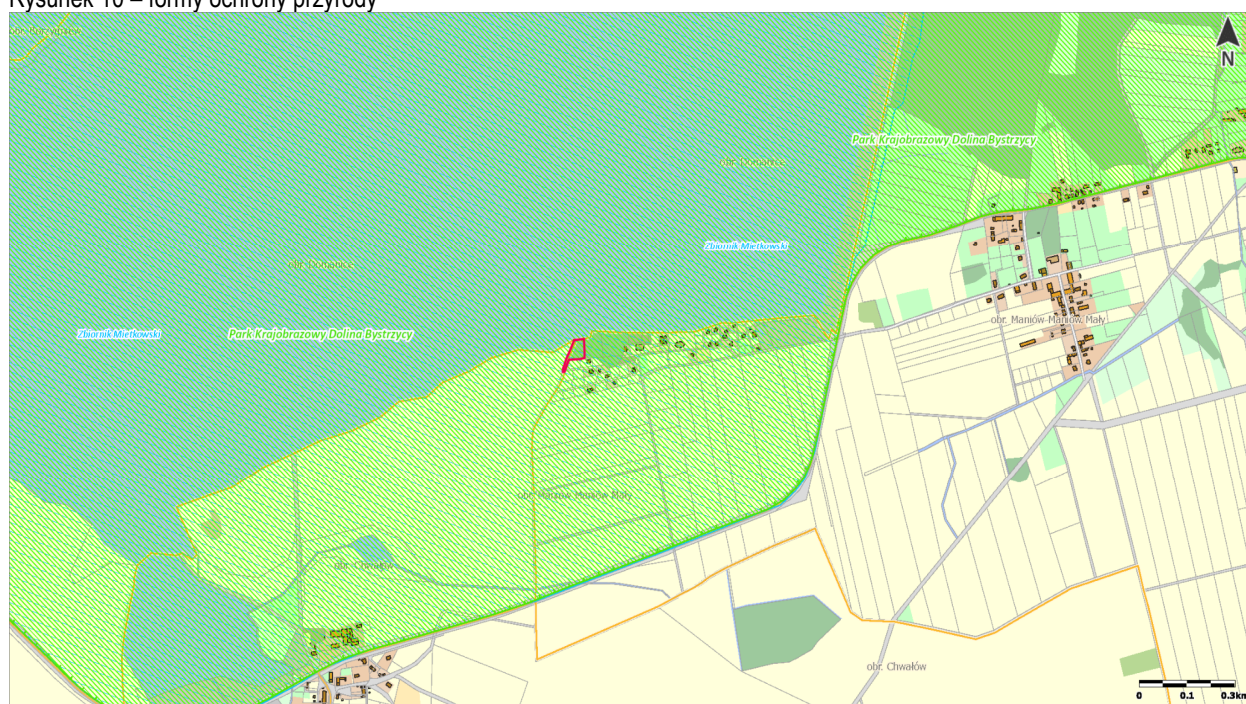 Rysunek 10 – formy ochrony przyrody
obr. Borzygniew
N
Park Krajobrazowy Dolina Bystrzycy
obr. Domanice
Zbiornik Mietkowski
obr. Domanice
obr. Maniów-Maniów Mały
Zbiornik Mietkowski
Park Krajobrazowy Dolina Bystrzycy
obr. Maniów-Maniów Mały
obr. Chwałów
obr. Chwałów
0 0.1 0.3km